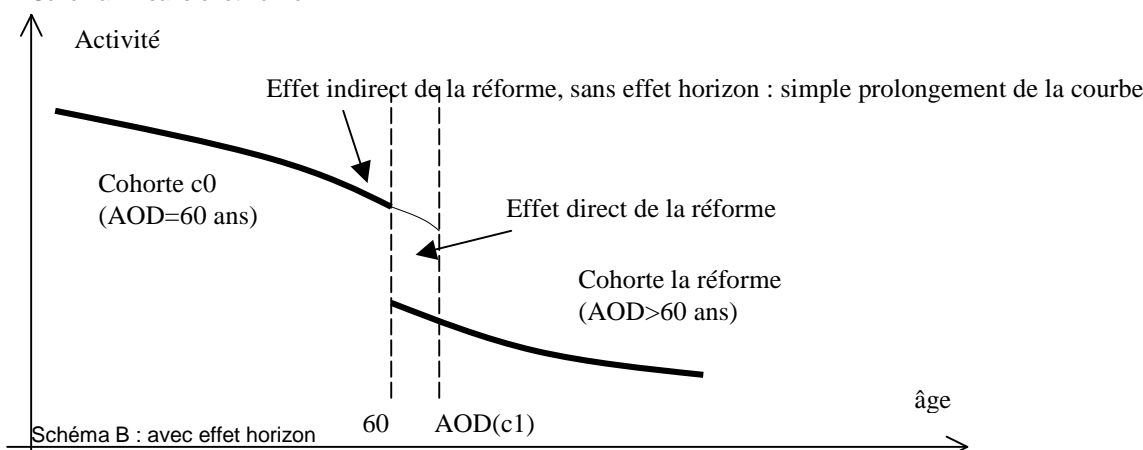 Activité
Effet indirect de la réforme, sans effet horizon : simple prolongement de la courbe
Cohorte c0
(AOD=60 ans)
Effet direct de la réforme
Cohorte la réforme
(AOD>60 ans)
âge
60
AOD(c1)
Schéma B : avec effet horizon